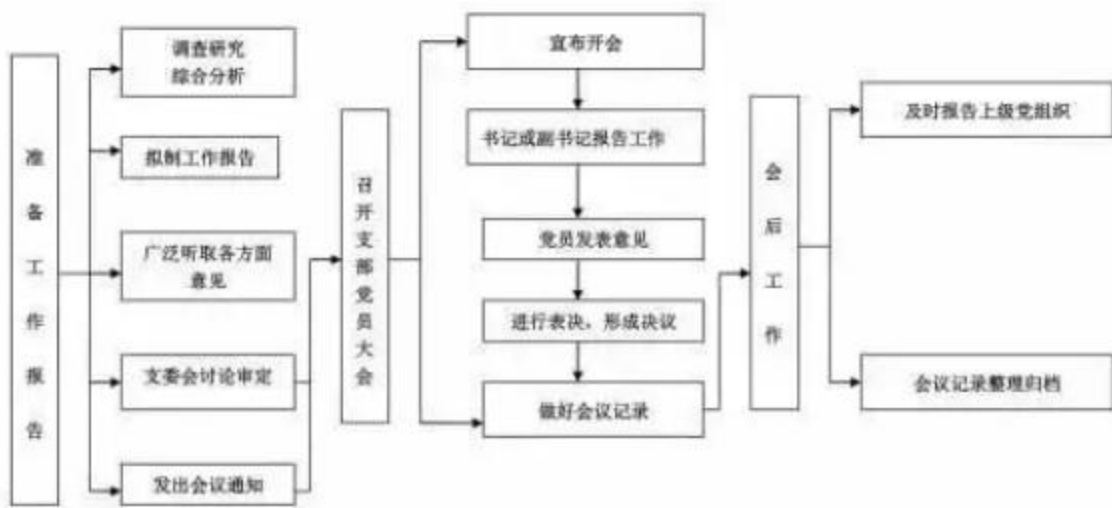 准备工作报告
调查研究
综合分析
拟制工作报告
广泛听取各方面
意见
支委会讨论审定
发出会议通知
召开支部党员大会
宣布开会
书记或副书记报告工作
党员发表意见
进行表决，形成决议
做好会议记录
会后工作
及时报告上级党组织
会议记录整理归档